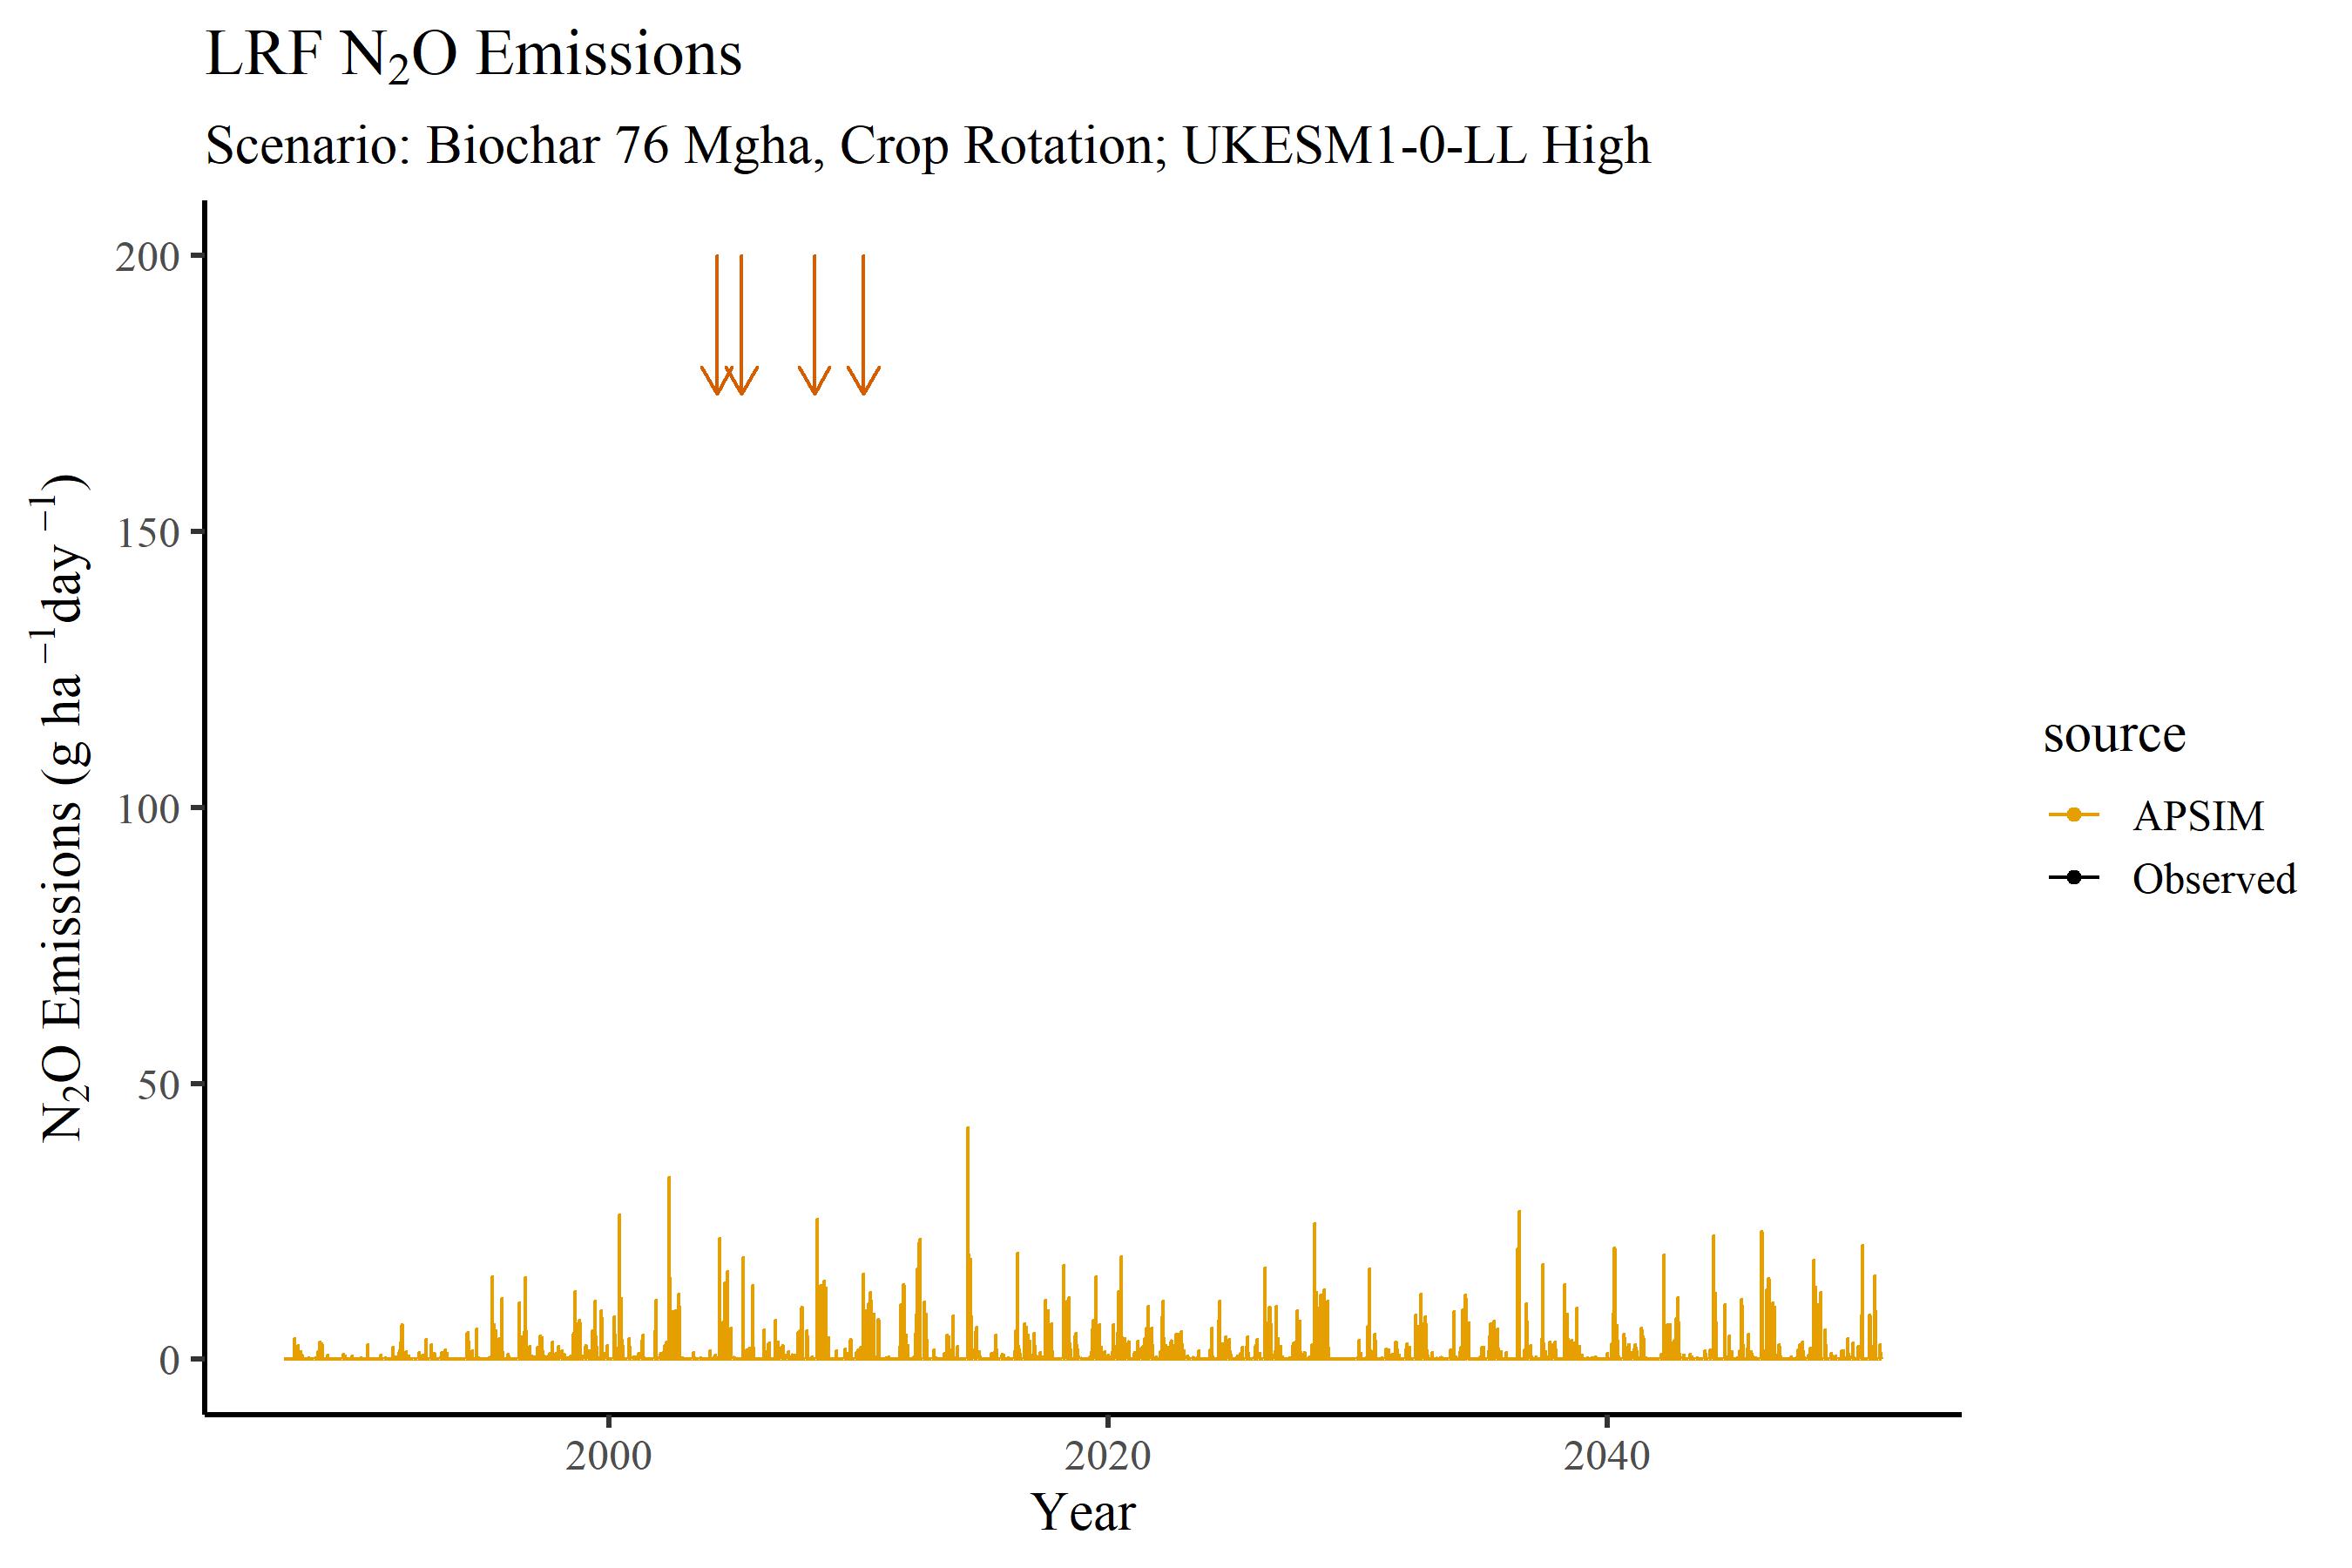 LRF N₂O Emissions
Scenario: Biochar 76 Mgha, Crop Rotation; UKESM1-0-LL High
N₂O Emissions (g ha ⁻¹day ⁻¹)
200
150
100
50
0
2000 2020 2040
Year
source
APSIM
Observed